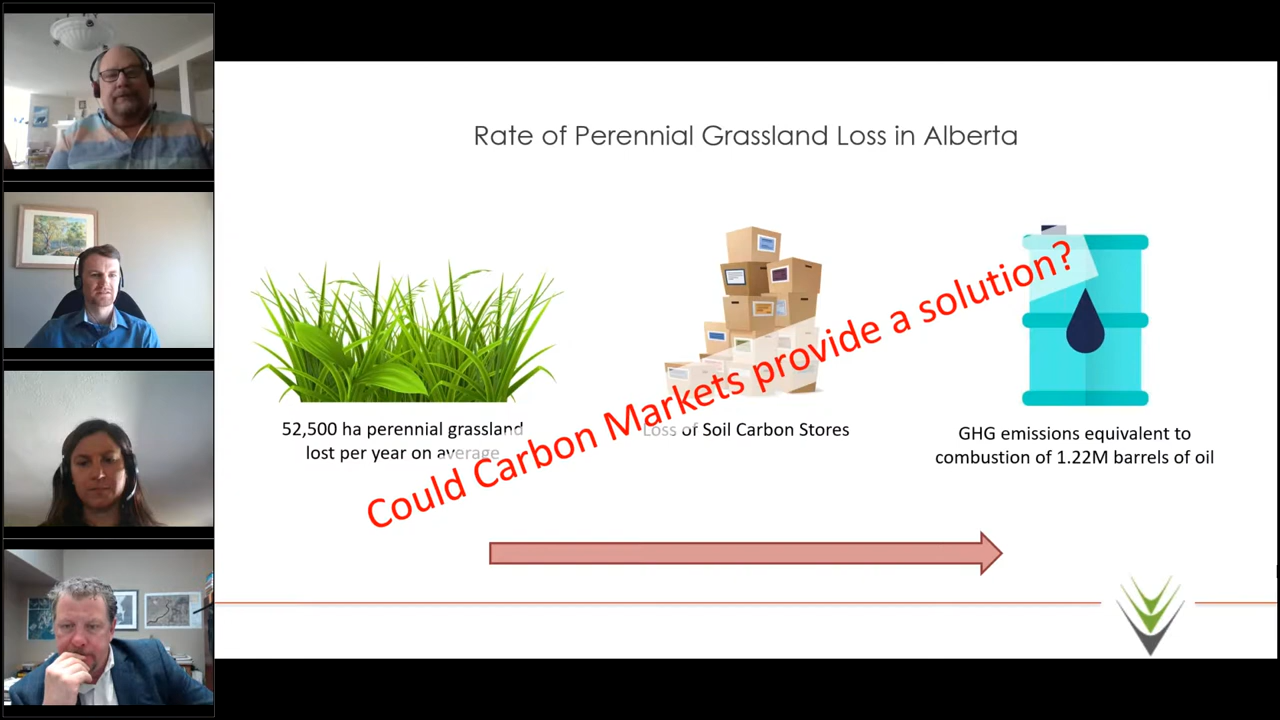 Rate of Perennial Grassland Loss in Alberta
52,500 ha perennial grassland
lost per year on average
Loss of Soil Carbon Stores
GHG emissions equivalent to
combustion of 1.22M barrels of oil
Could Carbon Markets provide a solution?